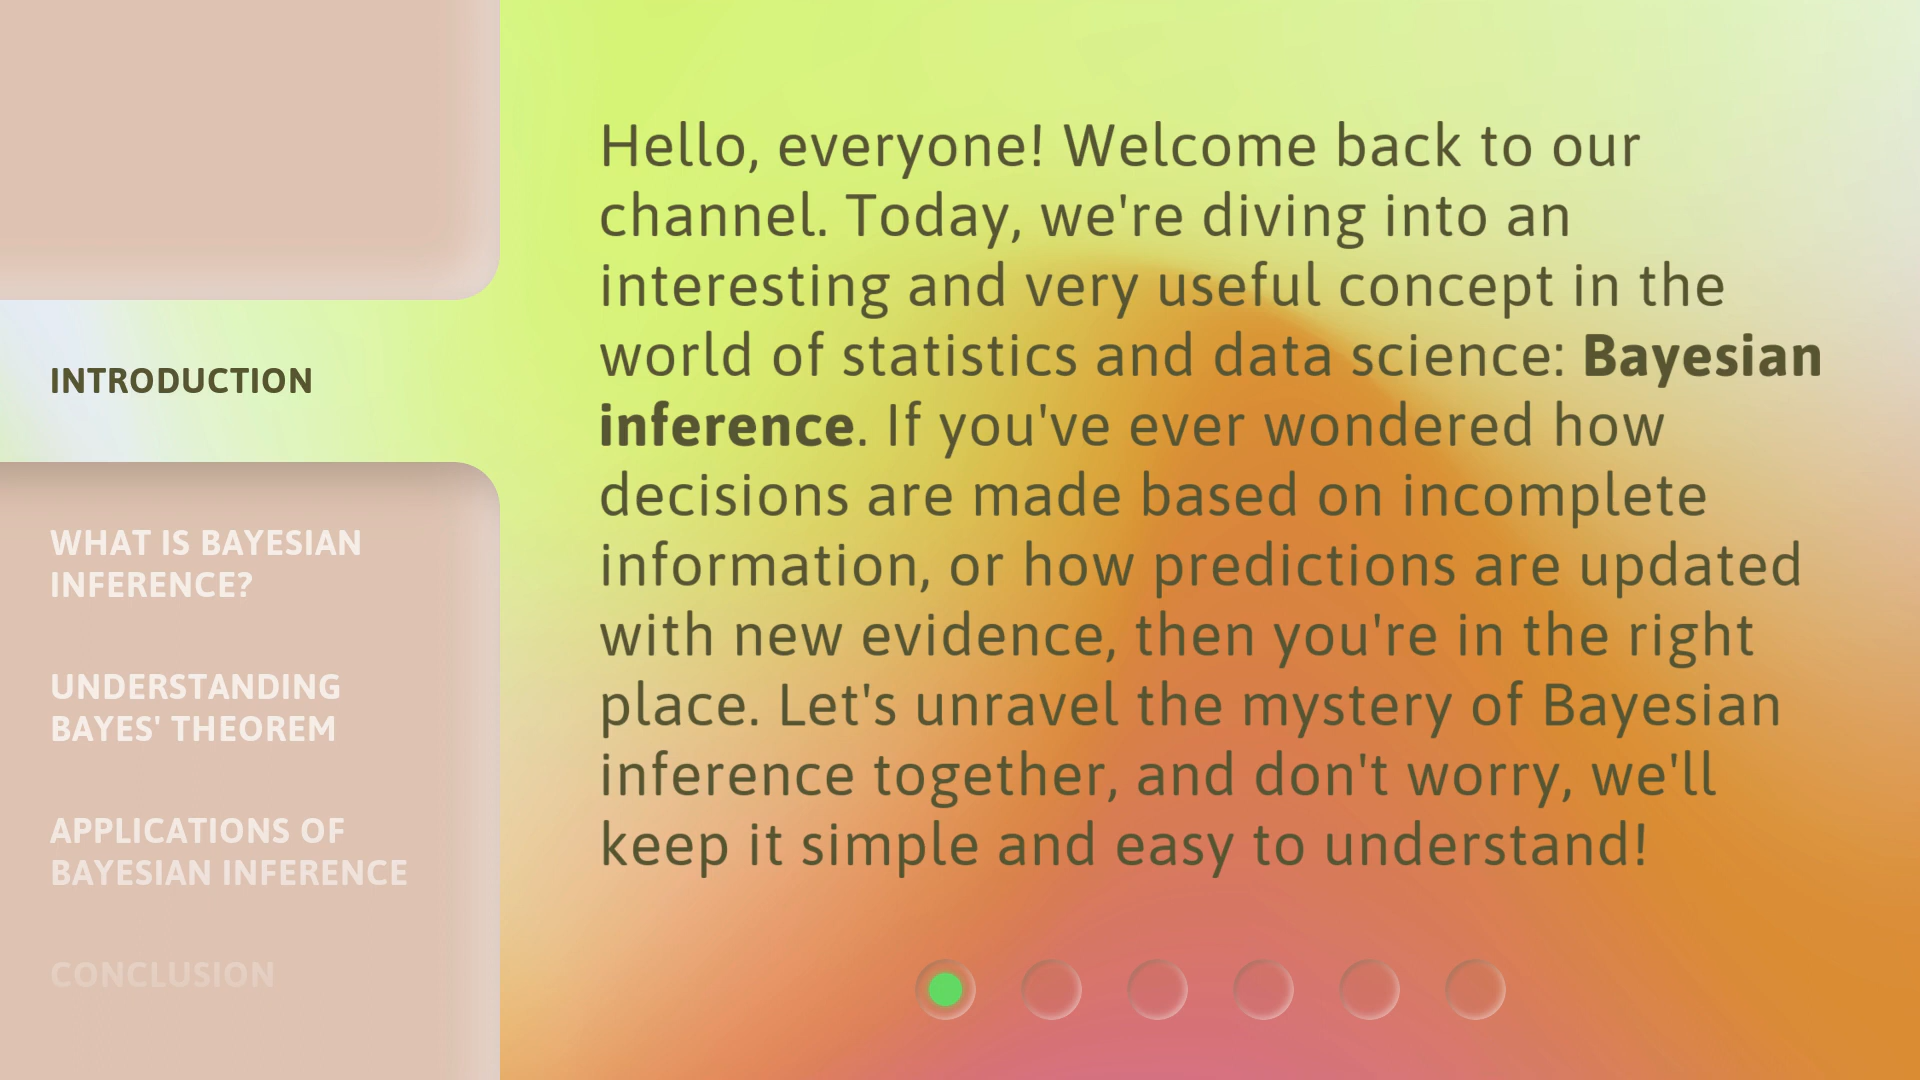 INTRODUCTION
WHAT IS BAYESIAN
INFERENCE?
UNDERSTANDING
BAYES' THEOREM
APPLICATIONS OF
BAYESIAN INFERENCE
CONCLUSION
Hello, everyone! Welcome back to our
channel. Today, we're diving into an
interesting and very useful concept in the
world of statistics and data science: Bayesian
inference. If you've ever wondered how
decisions are made based on incomplete
information, or how predictions are updated
with new evidence, then you're in the right
place. Let's unravel the mystery of Bayesian
inference together, and don't worry, we'll
keep it simple and easy to understand!